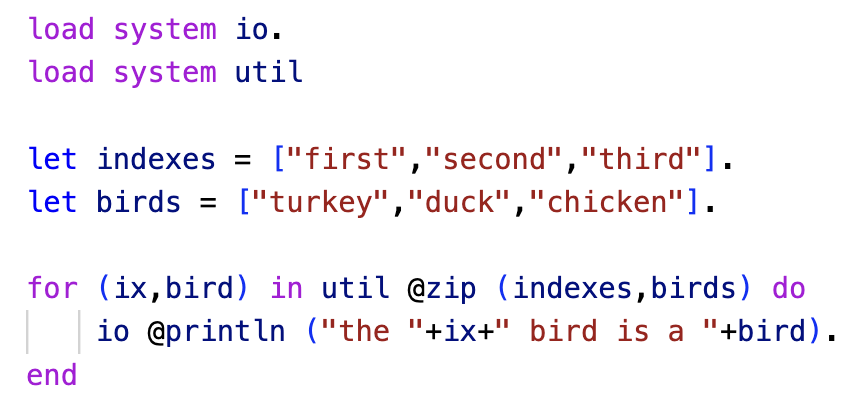 load system io.
load system util

let indexes = ["first","second","third"].
let birds = ["turkey","duck","chicken"].

for (ix,bird) in util @zip (indexes,birds) do
    io @println ("the "+ix+" bird is a "+bird).
end